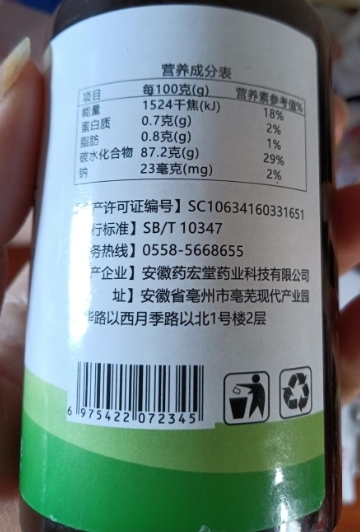 营养成分表
项目 每100克(g) 营养素参考值%
能量 1524千焦(kJ) 18%
蛋白质 0.7克(g) 2%
脂肪 0.8克(g) 1%
碳水化合物 87.2克(g) 29%
钠 23毫克(mg) 2%
产许可证编号】SC10634160331651
行标准】SB/T 10347
务热线】0558-5668655
产企业】安徽药宏堂药业科技有限公司
址】安徽省亳州市亳芜现代产业园
华路以西月季路以北1号楼2层
6 975422 072345